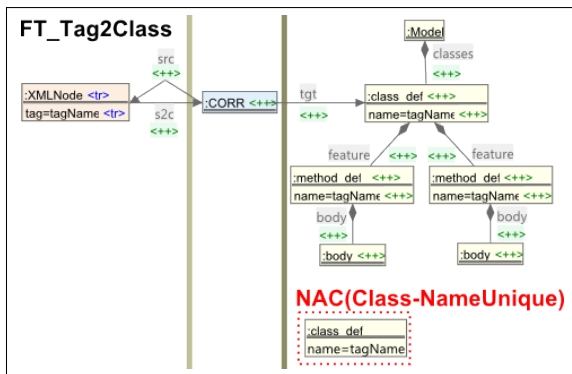 FT_Tag2Class
:Model
src
<++>
classes
<++>
:XMLNode <tr>
tag=tagName <tr>
s2c
<++>
:CORR <++>
tgt
<++>
:class_def <++>
name=tagName <++>
feature
<++>
<++>
feature
:method_def <++>
name=tagName <++>
:method_def <++>
name=tagName <++>
body
<++>
body
<++>
:body <++>
:body <++>
NAC(Class-NameUnique)
:class_def
name=tagName